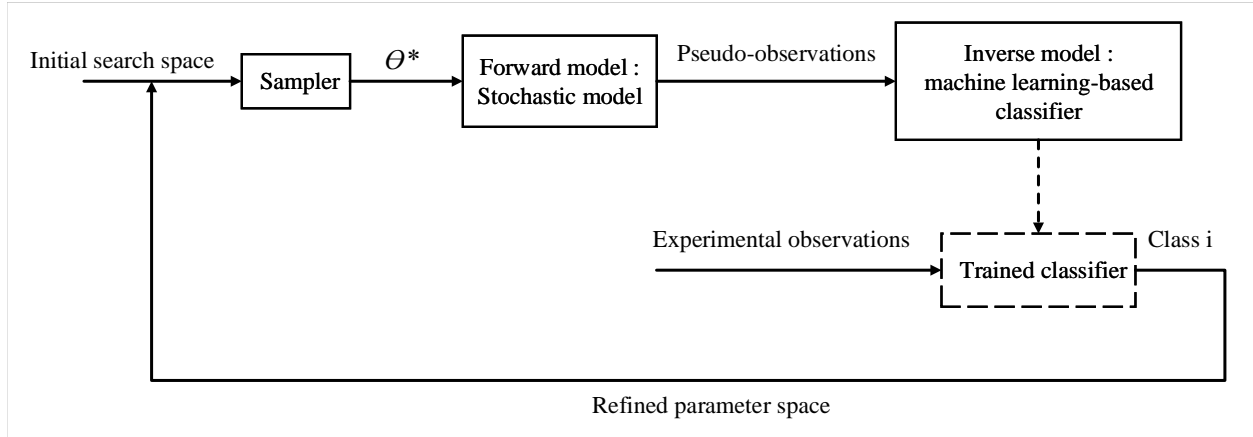 Initial search space
Sampler
ϴ*
Forward model :
Stochastic model
Pseudo-observations
Inverse model :
machine learning-based
classifier
Experimental observations
Trained classifier
Class i
Refined parameter space